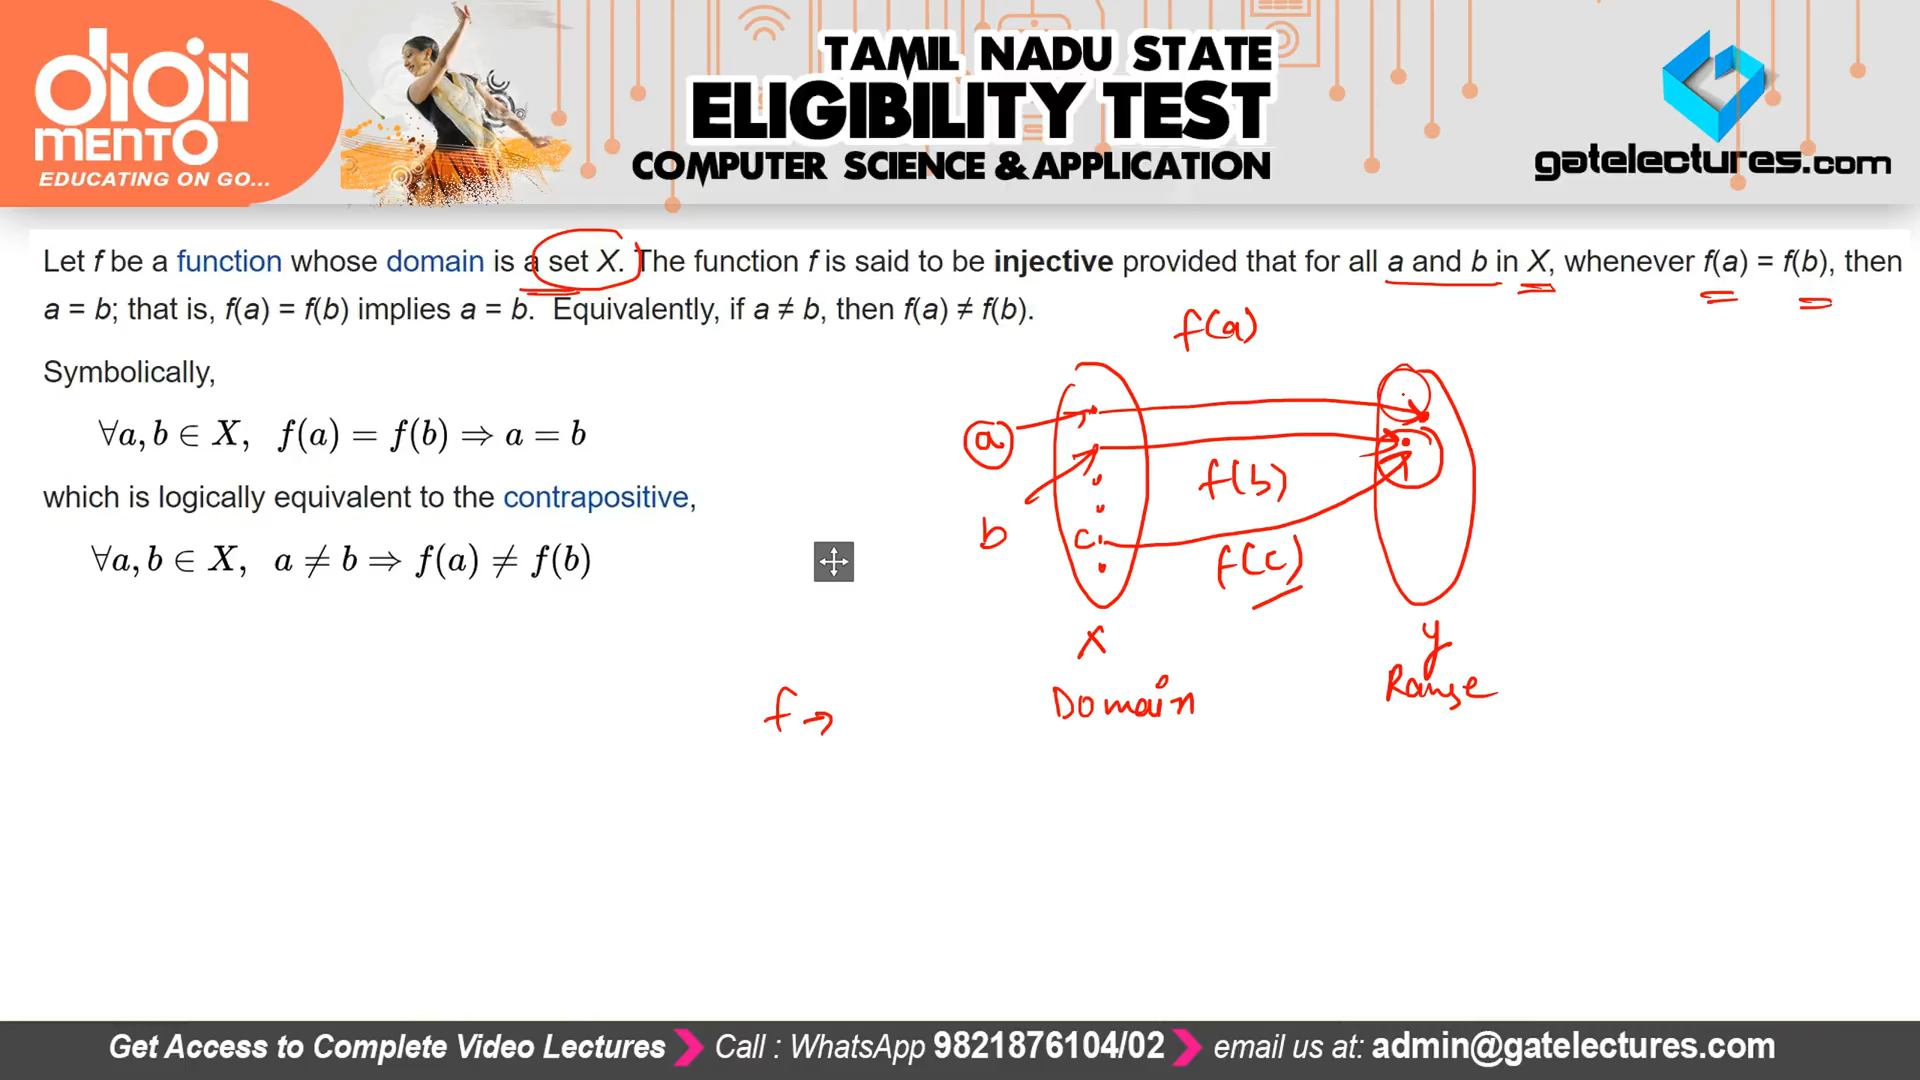 digii
MENTO
EDUCATING ON GO...
TAMIL NADU STATE
ELIGIBILITY TEST
COMPUTER SCIENCE & APPLICATION
gatelectures.com
Let f be a function whose domain is a set X. The function f is said to be injective provided that for all a and b in X, whenever f(a) = f(b), then
a = b; that is, f(a) = f(b) implies a = b. Equivalently, if a ≠ b, then f(a) ≠ f(b).
Symbolically,
∀a, b ∈ X, f(a) = f(b) ⇒ a = b
which is logically equivalent to the contrapositive,
∀a, b ∈ X, a ≠ b ⇒ f(a) ≠ f(b)
f(a)
a
f(b)
b
c
f(c)
X
y
Domain
Range
f →
Get Access to Complete Video Lectures Call : WhatsApp 9821876104/02 email us at: admin@gatelectures.com